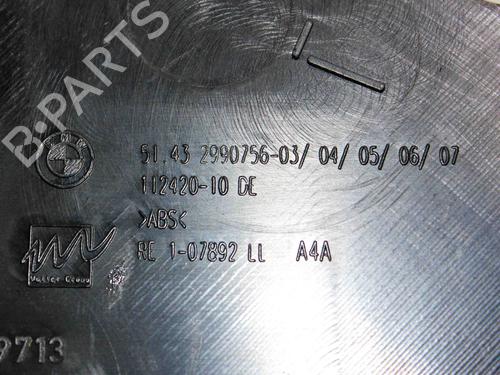 B-PARTS
BMW
51.43 2990756-03/ 04/ 05/ 06/ 07
112420-10 DE
>ABS<
RE 1-07892 LL A4A
9713